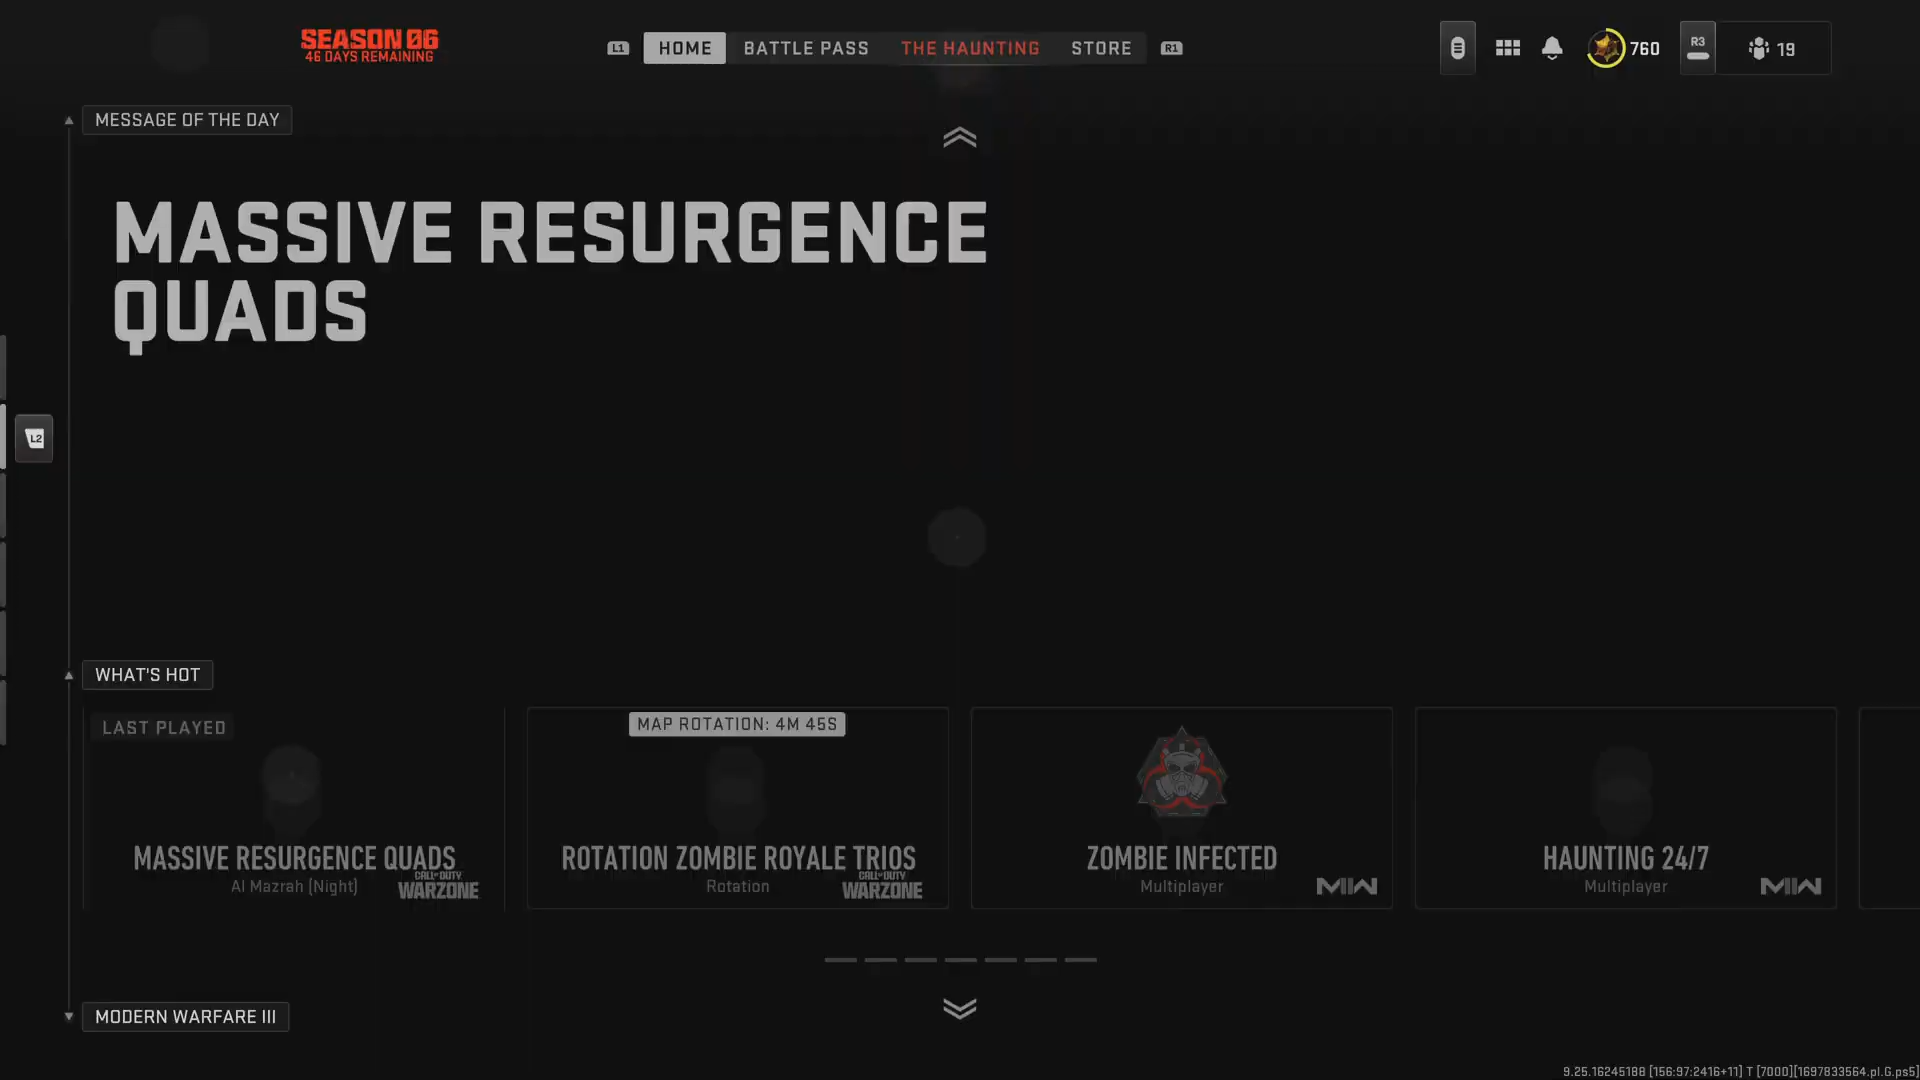 SEASON 06
46 DAYS REMAINING
L1
HOME
BATTLE PASS
THE HAUNTING
STORE
R1
760
R3
19
MESSAGE OF THE DAY
MASSIVE RESURGENCE
QUADS
L2
WHAT'S HOT
LAST PLAYED
MASSIVE RESURGENCE QUADS
Al Mazrah (Night)
CALL OF DUTY
WARZONE
MAP ROTATION: 4M 45S
ROTATION ZOMBIE ROYALE TRIOS
Rotation
CALL OF DUTY
WARZONE
ZOMBIE INFECTED
Multiplayer
MW
HAUNTING 24/7
Multiplayer
MW
MODERN WARFARE III
9.25.16245188 [156:97:2416+11] T [7000][1697833564.pl.G.ps5]